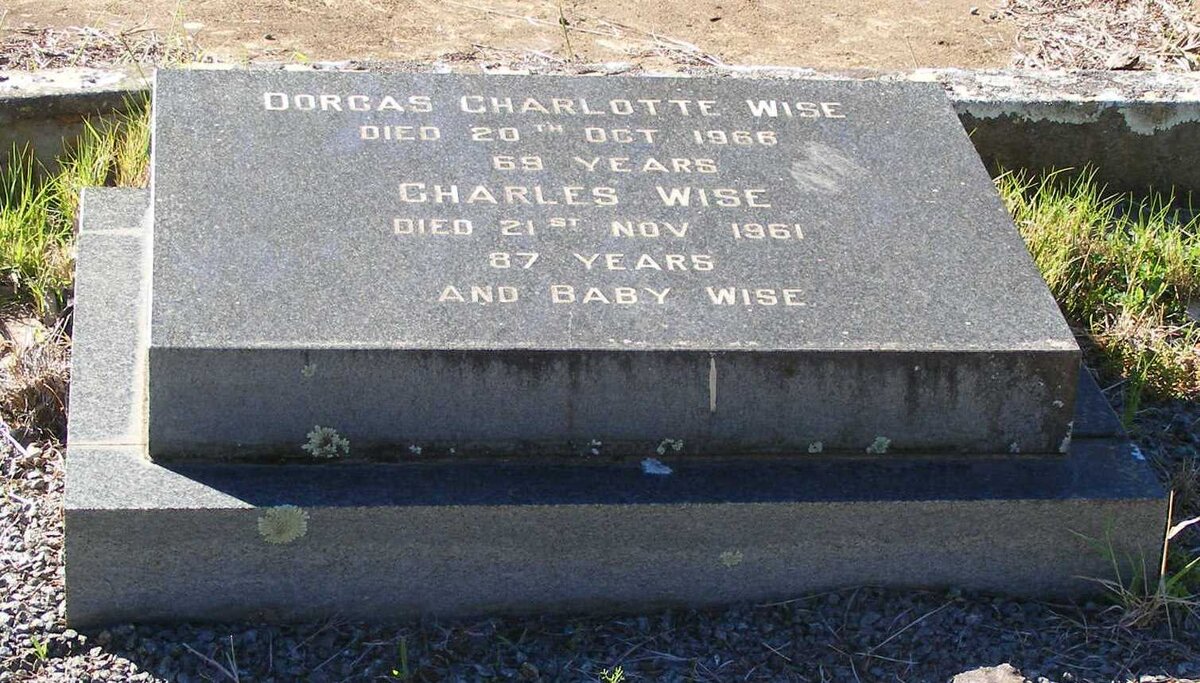 DORCAS CHARLOTTE WISE
DIED 20TH OCT 1966
69 YEARS
CHARLES WISE
DIED 21ST NOV 1961
87 YEARS
AND BABY WISE